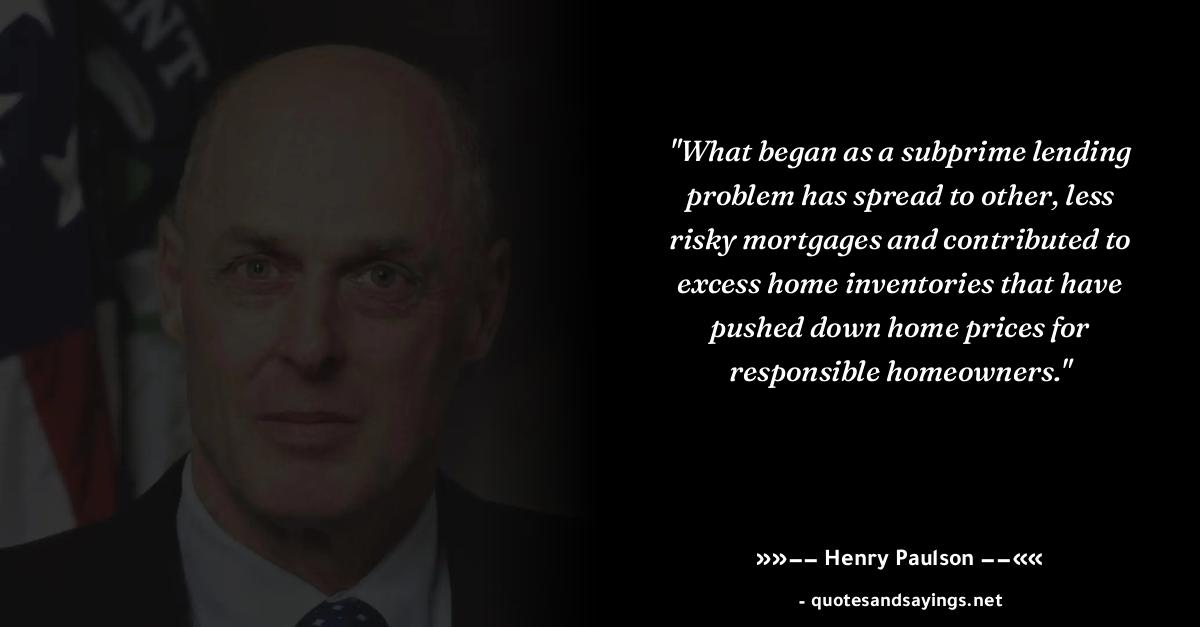 ENT
"What began as a subprime lending
problem has spread to other, less
risky mortgages and contributed to
excess home inventories that have
pushed down home prices for
responsible homeowners."
»»–– Henry Paulson ––««
- quotesandsayings.net